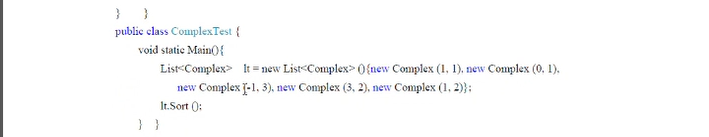 }    }
public class ComplexTest {
void static Main(){
List<Complex>   lt = new List<Complex> (){new Complex (1, 1), new Complex (0, 1),
new Complex (-1, 3), new Complex (3, 2), new Complex (1, 2)};
lt.Sort ();
}  }